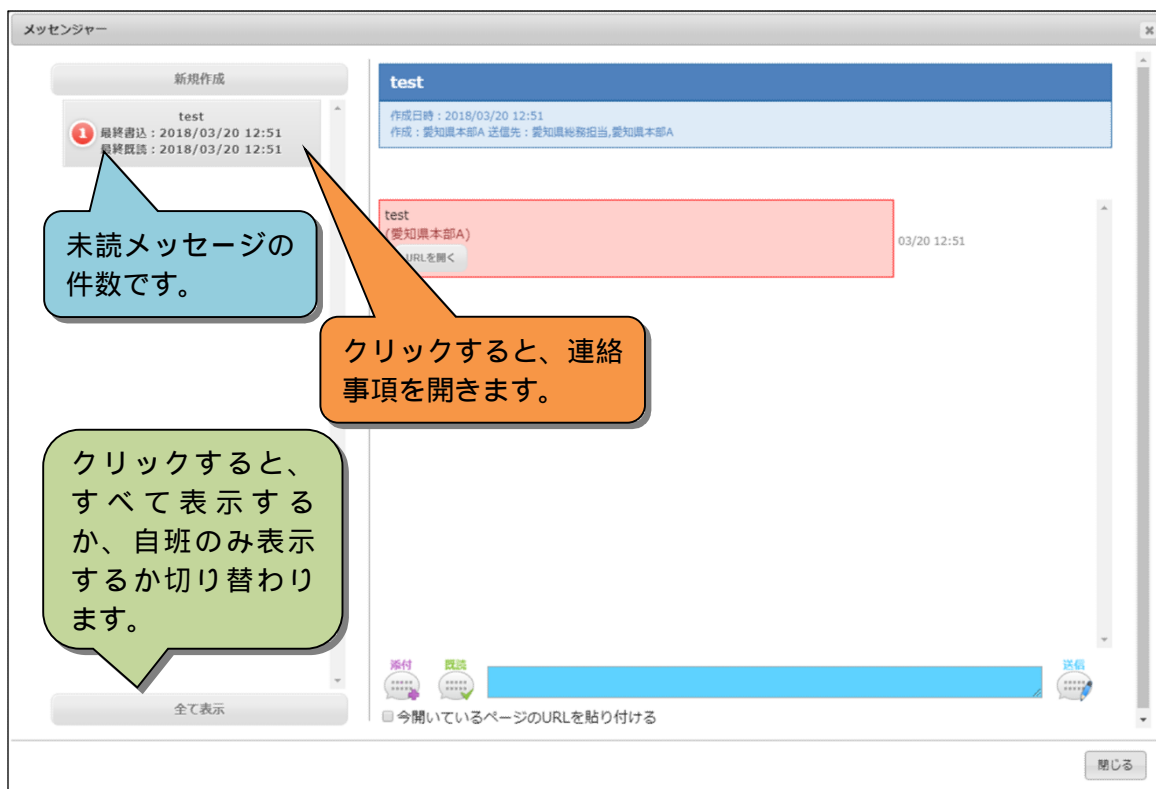 メッセンジャー
新規作成
test
1
最終書込：2018/03/20 12:51
最終既読：2018/03/20 12:51
未読メッセージの
件数です。
クリックすると、連絡
事項を開きます。
クリックすると、
すべて表示する
か、自班のみ表示
するか切り替わり
ます。
全て表示
test
作成日時：2018/03/20 12:51
作成：愛知県本部A 送信先：愛知県総務担当,愛知県本部A
test
(愛知県本部A)
URLを開く
03/20 12:51
添付
既読
送信
今開いているページのURLを貼り付ける
閉じる